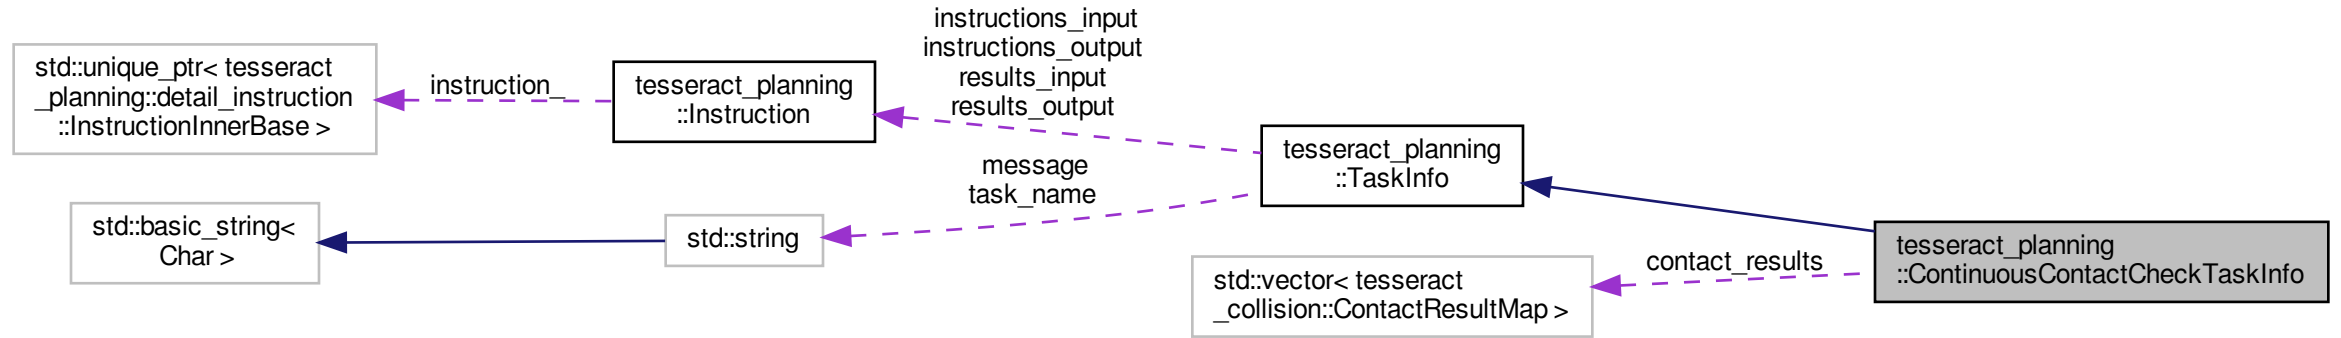 std::unique_ptr< tesseract
_planning::detail_instruction
::InstructionInnerBase >
instruction_
tesseract_planning
::Instruction
instructions_input
instructions_output
results_input
results_output
tesseract_planning
::TaskInfo
message
task_name
std::basic_string<
Char >
std::string
tesseract_planning
::ContinuousContactCheckTaskInfo
contact_results
std::vector< tesseract
_collision::ContactResultMap >